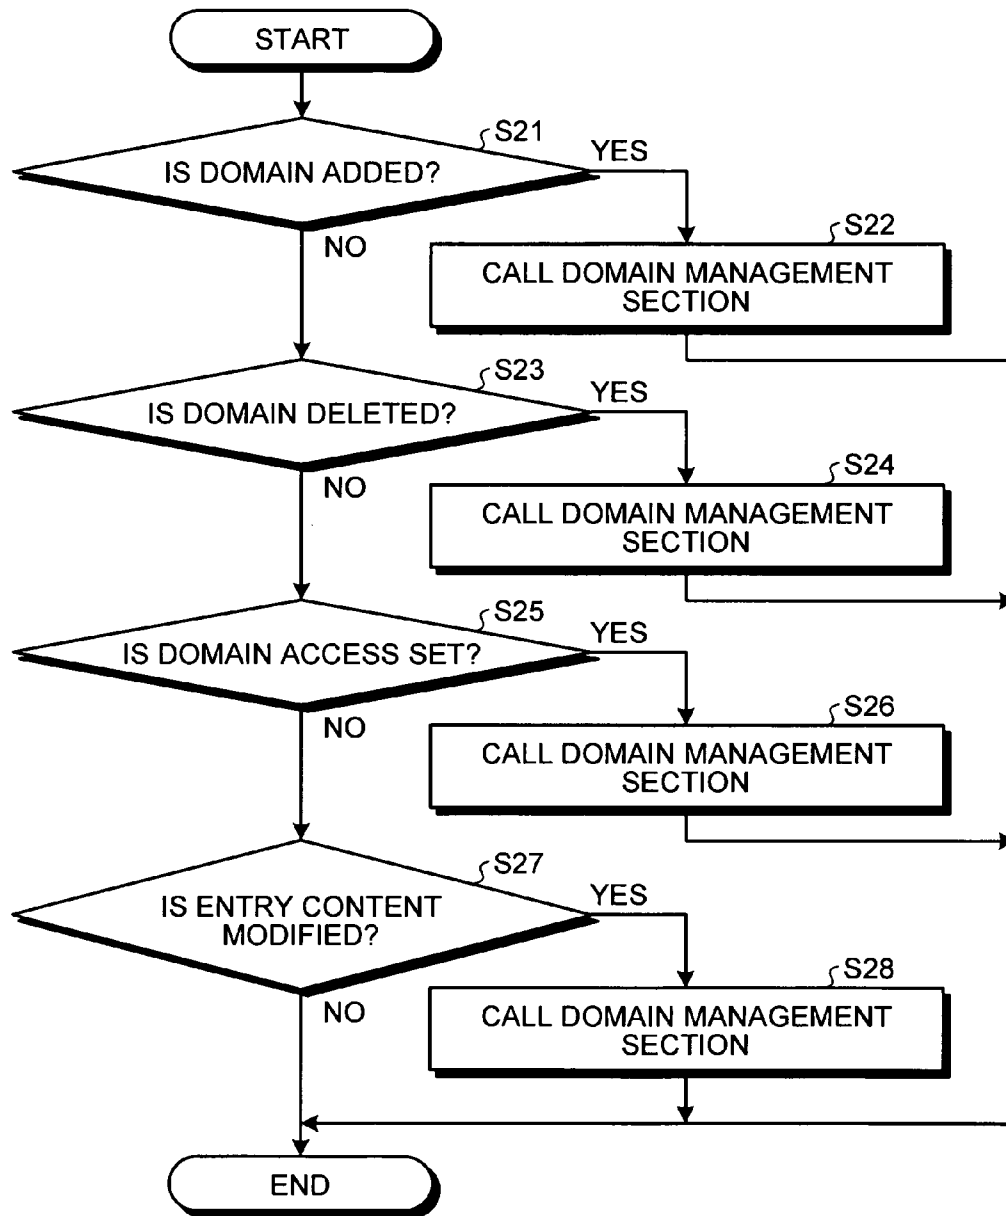 START
S21
IS DOMAIN ADDED?
YES
NO
S22
CALL DOMAIN MANAGEMENT
SECTION
S23
IS DOMAIN DELETED?
YES
NO
S24
CALL DOMAIN MANAGEMENT
SECTION
S25
IS DOMAIN ACCESS SET?
YES
NO
S26
CALL DOMAIN MANAGEMENT
SECTION
S27
IS ENTRY CONTENT
MODIFIED?
YES
NO
S28
CALL DOMAIN MANAGEMENT
SECTION
END